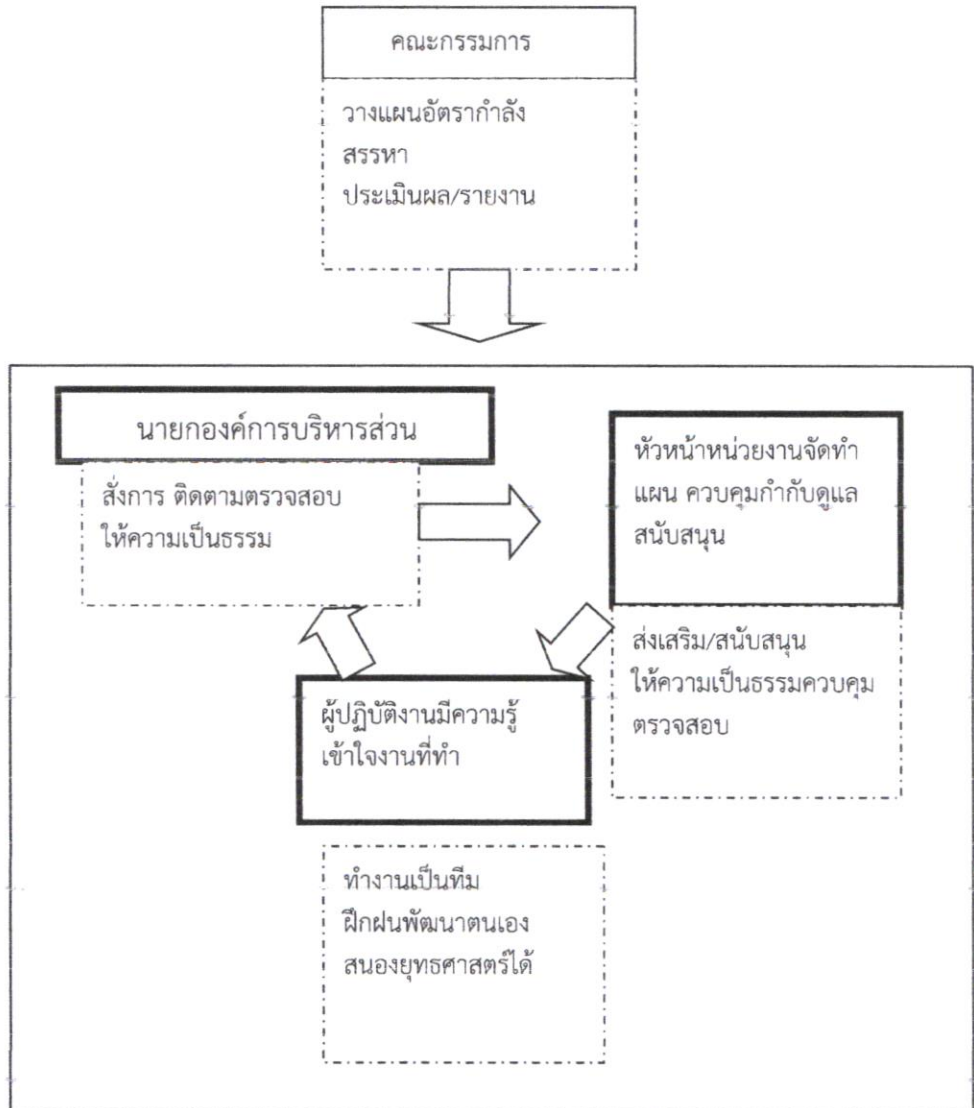 คณะกรรมการ
วางแผนอัตรากำลัง
สรรหา
ประเมินผล/รายงาน
นายกองค์การบริหารส่วน
สั่งการ ติดตามตรวจสอบ
ให้ความเป็นธรรม
หัวหน้าหน่วยงานจัดทำ
แผน ควบคุมกำกับดูแล
สนับสนุน
ส่งเสริม/สนับสนุน
ให้ความเป็นธรรมควบคุม
ตรวจสอบ
ผู้ปฏิบัติงานมีความรู้
เข้าใจงานที่ทำ
ทำงานเป็นทีม
ฝึกฝนพัฒนาตนเอง
สนองยุทธศาสตร์ได้